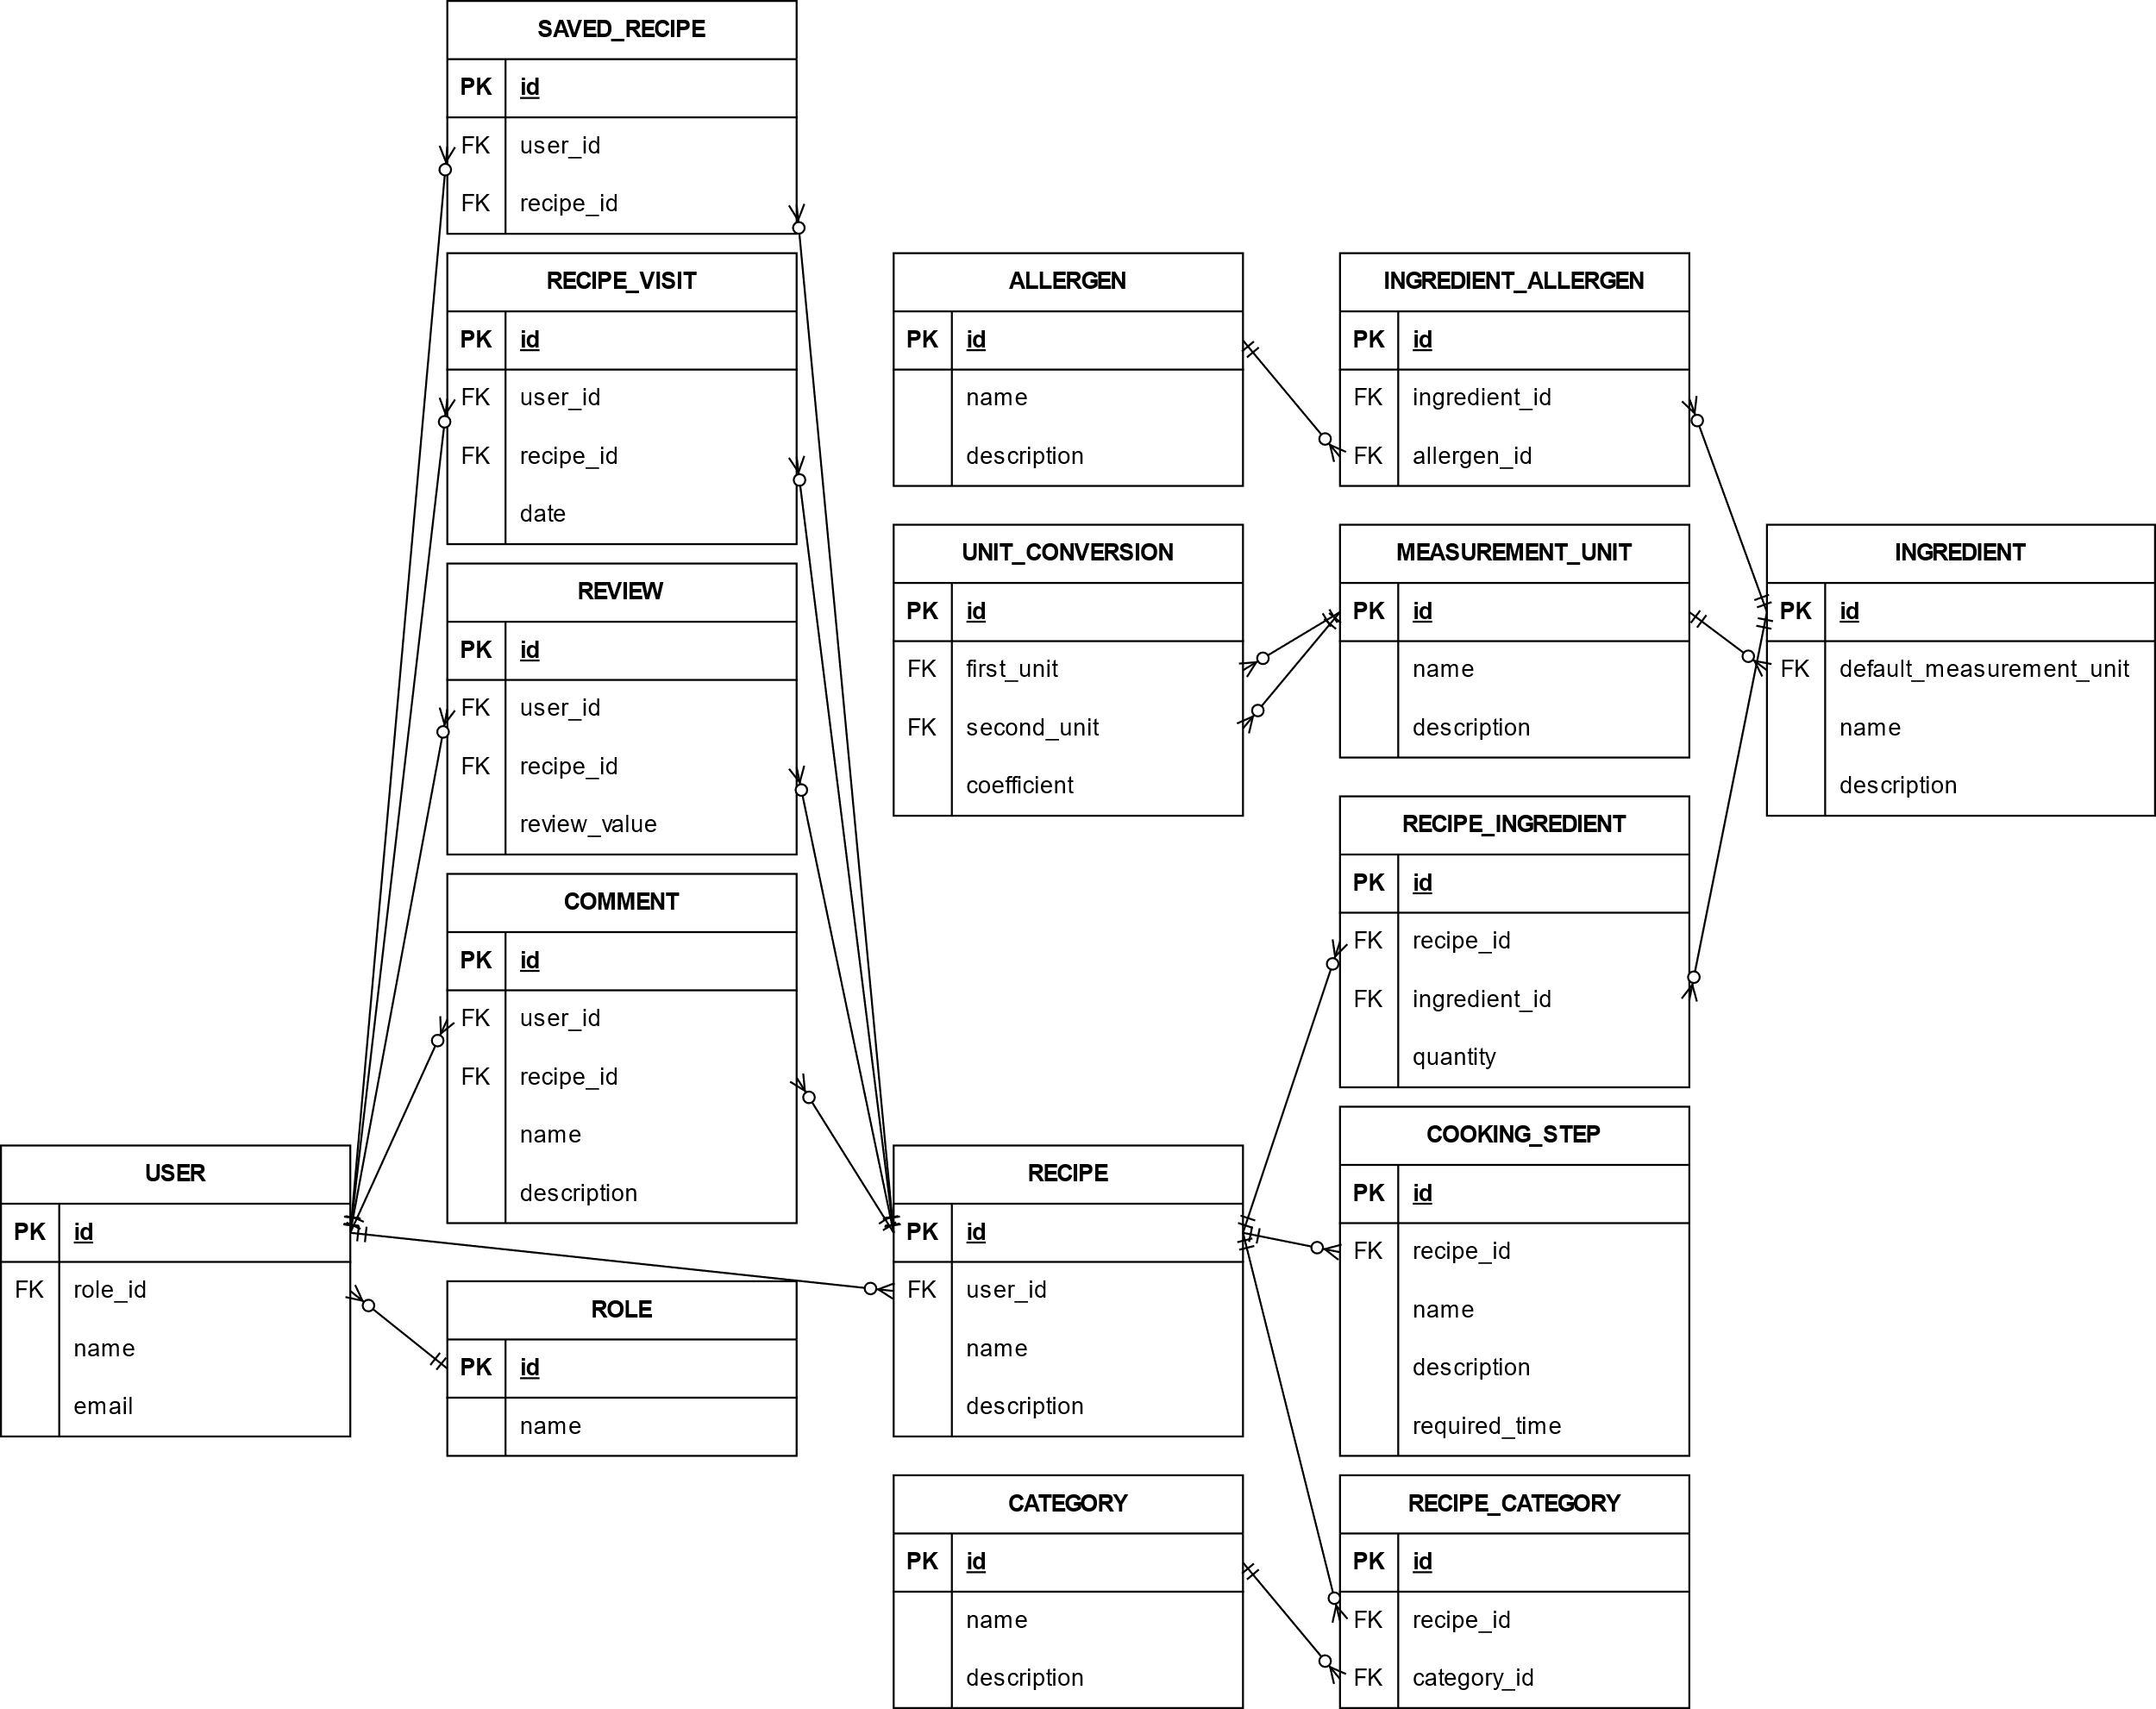 SAVED_RECIPE
PK id
FK user_id
FK recipe_id
RECIPE_VISIT
PK id
FK user_id
FK recipe_id
date
REVIEW
PK id
FK user_id
FK recipe_id
review_value
COMMENT
PK id
FK user_id
FK recipe_id
name
description
USER
PK id
FK role_id
name
email
ROLE
PK id
name
ALLERGEN
PK id
name
description
UNIT_CONVERSION
PK id
FK first_unit
FK second_unit
coefficient
RECIPE
PK id
FK user_id
name
description
CATEGORY
PK id
name
description
INGREDIENT_ALLERGEN
PK id
FK ingredient_id
FK allergen_id
MEASUREMENT_UNIT
PK id
name
description
RECIPE_INGREDIENT
PK id
FK recipe_id
FK ingredient_id
quantity
COOKING_STEP
PK id
FK recipe_id
name
description
required_time
RECIPE_CATEGORY
PK id
FK recipe_id
FK category_id
INGREDIENT
PK id
FK default_measurement_unit
name
description